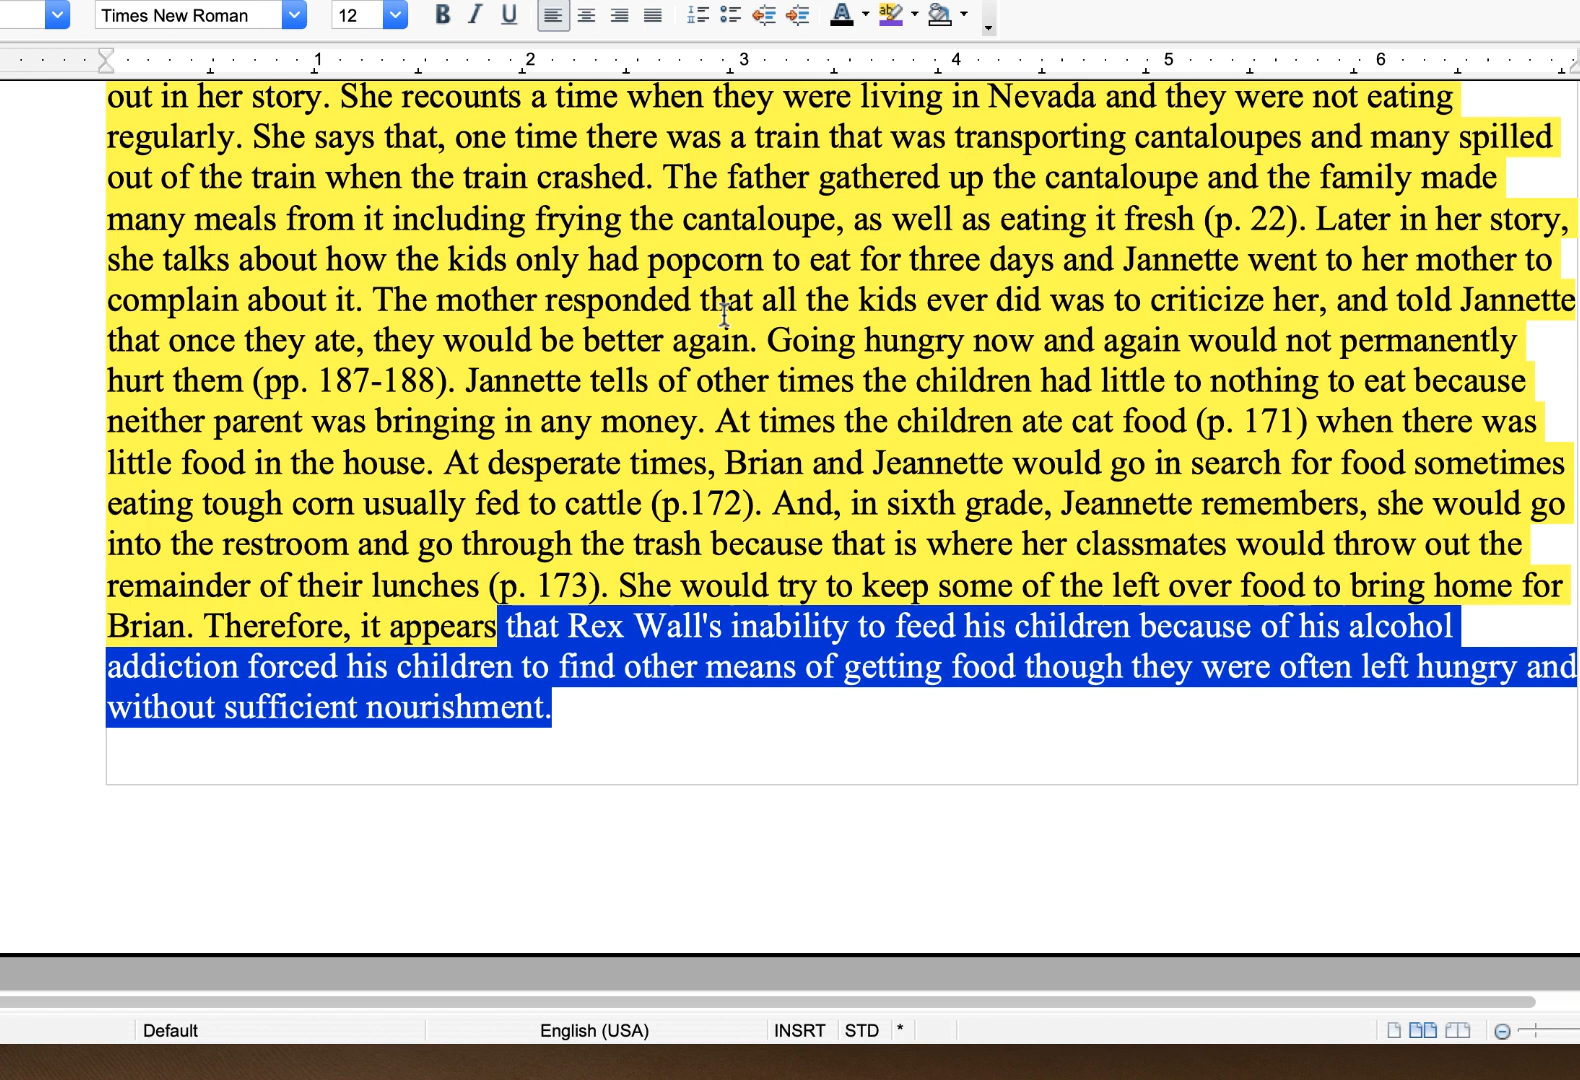 Times New Roman 12 B I U A ab
1 2 3 4 5 6
out in her story. She recounts a time when they were living in Nevada and they were not eating
regularly. She says that, one time there was a train that was transporting cantaloupes and many spilled
out of the train when the train crashed. The father gathered up the cantaloupe and the family made
many meals from it including frying the cantaloupe, as well as eating it fresh (p. 22). Later in her story,
she talks about how the kids only had popcorn to eat for three days and Jannette went to her mother to
complain about it. The mother responded that all the kids ever did was to criticize her, and told Jannette
that once they ate, they would be better again. Going hungry now and again would not permanently
hurt them (pp. 187-188). Jannette tells of other times the children had little to nothing to eat because
neither parent was bringing in any money. At times the children ate cat food (p. 171) when there was
little food in the house. At desperate times, Brian and Jeannette would go in search for food sometimes
eating tough corn usually fed to cattle (p.172). And, in sixth grade, Jeannette remembers, she would go
into the restroom and go through the trash because that is where her classmates would throw out the
remainder of their lunches (p. 173). She would try to keep some of the left over food to bring home for
Brian. Therefore, it appears that Rex Wall's inability to feed his children because of his alcohol
addiction forced his children to find other means of getting food though they were often left hungry and
without sufficient nourishment.
Default English (USA) INSRT STD *